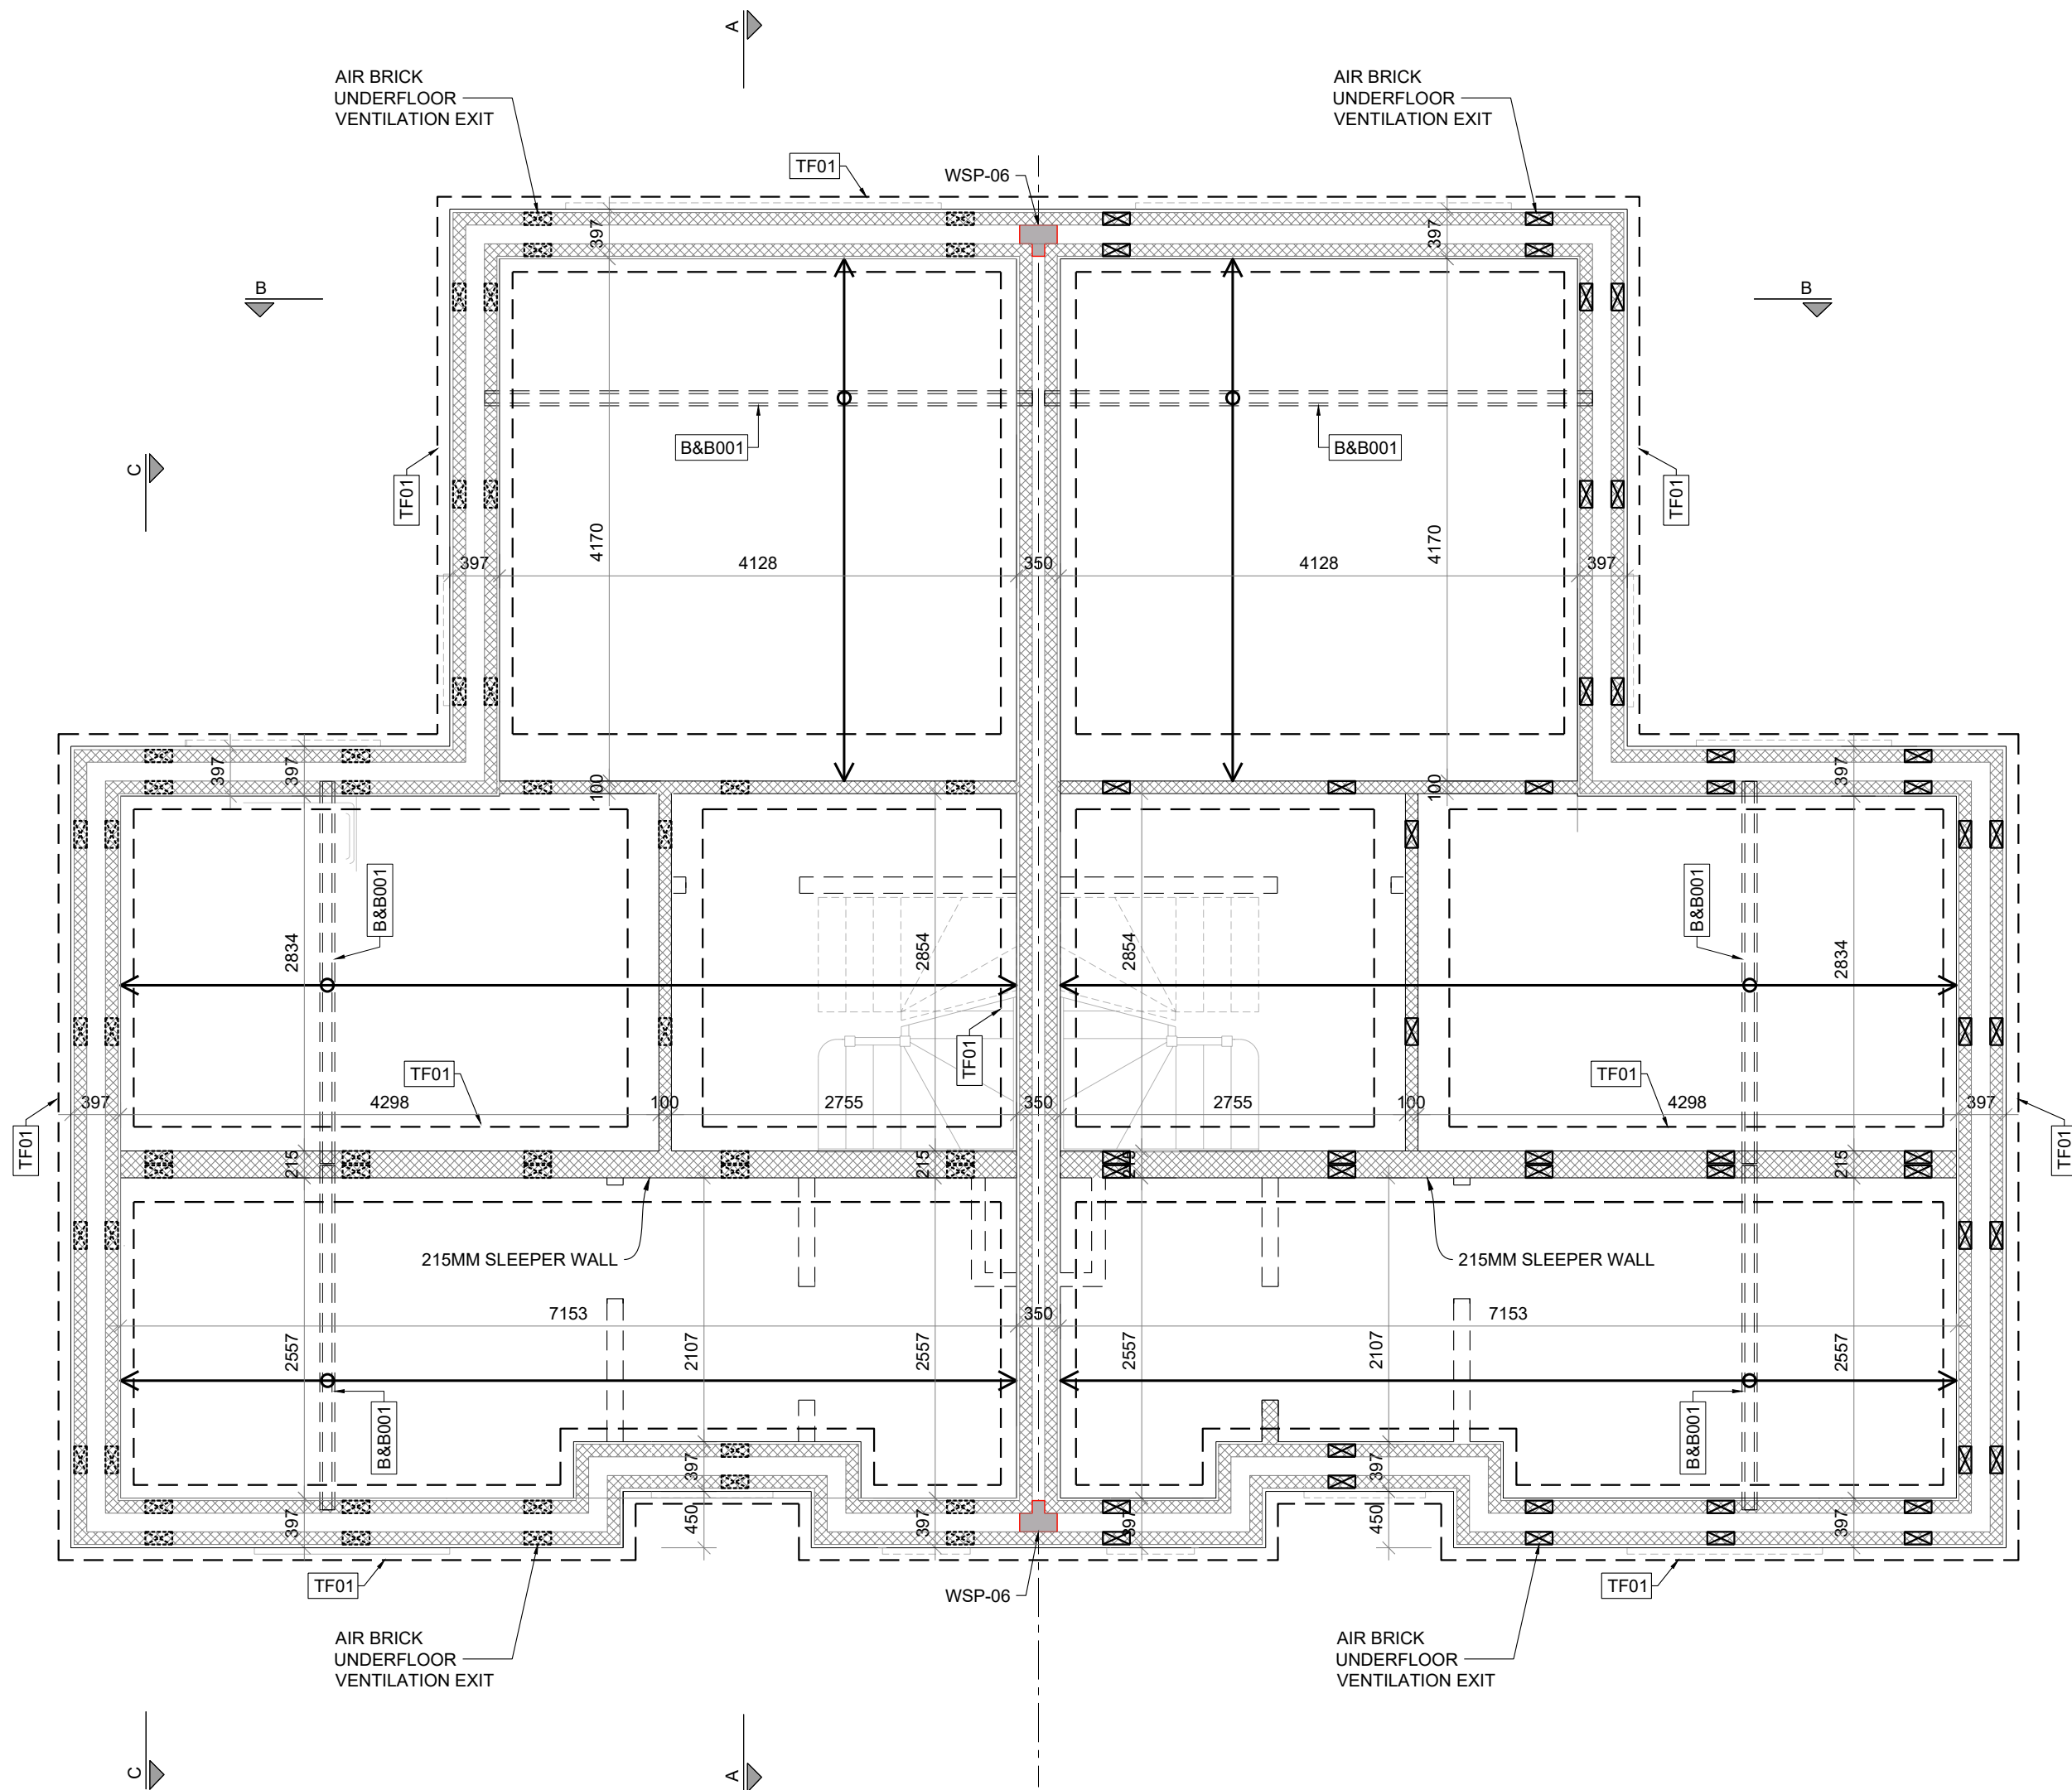 A
AIR BRICK
UNDERFLOOR
VENTILATION EXIT
AIR BRICK
UNDERFLOOR
VENTILATION EXIT
TF01
WSP-06
397
397
B
B
B&B001
B&B001
C
TF01
TF01
4170
4170
397
4128
350
4128
397
397
397
100
100
397
B&B001
B&B001
2834
2854
2854
2834
TF01
TF01
TF01
397
4298
100
2755
350
2755
100
4298
397
TF01
TF01
215
215
215
215
215MM SLEEPER WALL
215MM SLEEPER WALL
7153
350
7153
2557
2107
2557
2557
2107
2557
B&B001
B&B001
397
397
397
450
397
397
450
397
TF01
WSP-06
TF01
AIR BRICK
UNDERFLOOR
VENTILATION EXIT
AIR BRICK
UNDERFLOOR
VENTILATION EXIT
C
A